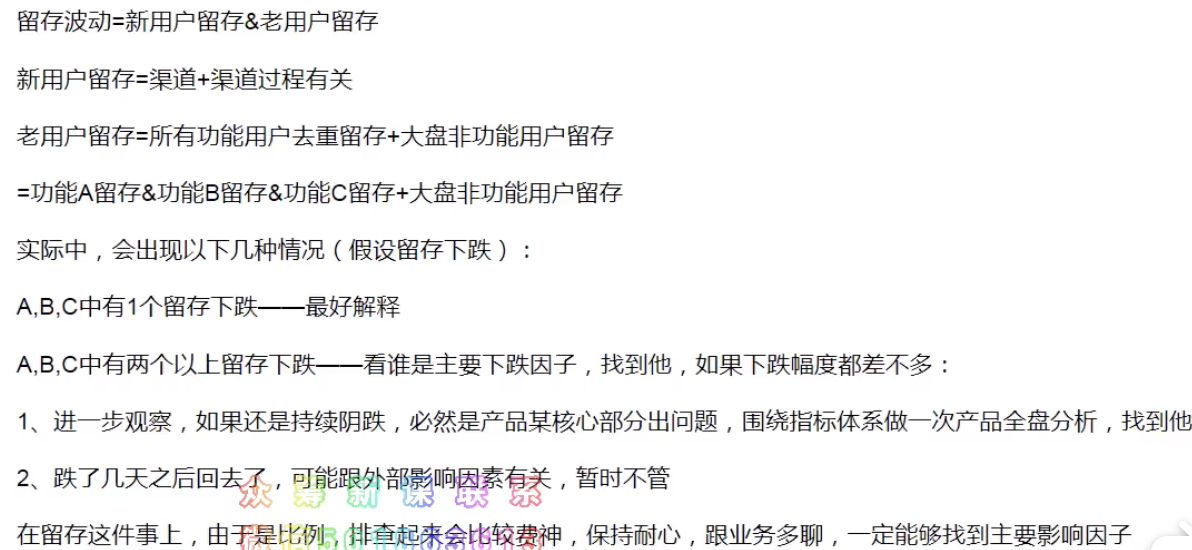 留存波动=新用户留存&老用户留存
新用户留存=渠道+渠道过程有关
老用户留存=所有功能用户去重留存+大盘非功能用户留存
=功能A留存&功能B留存&功能C留存+大盘非功能用户留存
实际中，会出现以下几种情况（假设留存下跌）：
A,B,C中有1个留存下跌——最好解释
A,B,C中有两个以上留存下跌——看谁是主要下跌因子，找到他，如果下跌幅度都差不多：
1、进一步观察，如果还是持续阴跌，必然是产品某核心部分出问题，围绕指标体系做一次产品全盘分析，找到他
2、跌了几天之后回去了，可能跟外部影响因素有关，暂时不管
众筹新课联系
在留存这件事上，由于是比例，排查起来会比较费神，保持耐心，跟业务多聊，一定能够找到主要影响因子